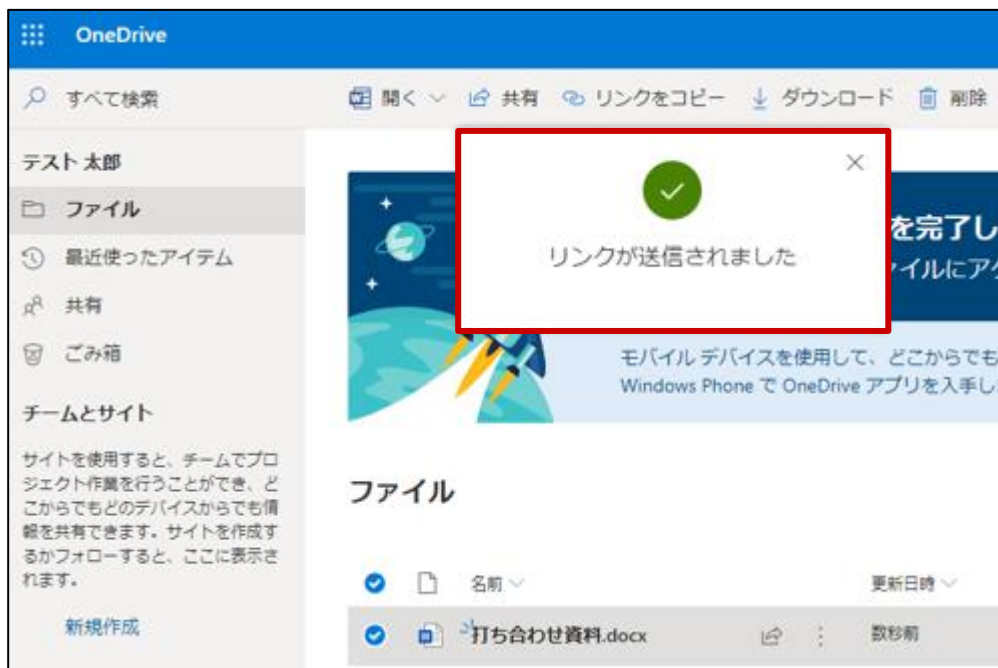 OneDrive
すべて検索
開く
共有
リンクをコピー
ダウンロード
削除
テスト 太郎
ファイル
最近使ったアイテム
共有
ごみ箱
チームとサイト
サイトを使用すると、チームでプロ
ジェクト作業を行うことができ、ど
こからでもどのデバイスからでも情
報を共有できます。サイトを作成す
るかフォローすると、ここに表示さ
れます。
新規作成
リンクが送信されました
を完了し
イルにアク
モバイル デバイスを使用して、どこからでも
Windows Phone で OneDrive アプリを入手し
ファイル
名前
更新日時
打ち合わせ資料.docx
数秒前